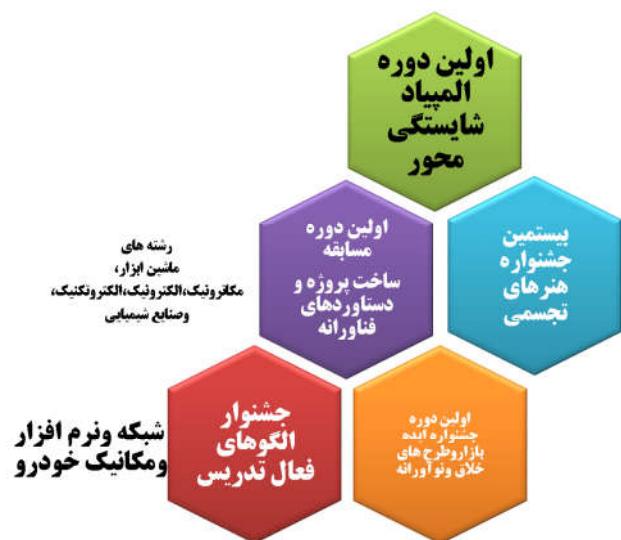 اولین دوره
المپیاد
شایستگی
محور
بیستمین
جشنواره
هنرهای
تجسمی
اولین دوره
مسابقه
ساخت پروژه و
دستاوردهای
فناورانه
رشته های
ماشین ابزار،
مکاترونیک،الکترونیک،الکتروتکنیک،
وصنایع شیمیایی
اولین دوره
جشنواره ایده
بازاروطرح های
خلاق ونوآورانه
جشنوار
الگوهای
فعال تدریس
شبکه ونرم افزار
ومکانیک خودرو